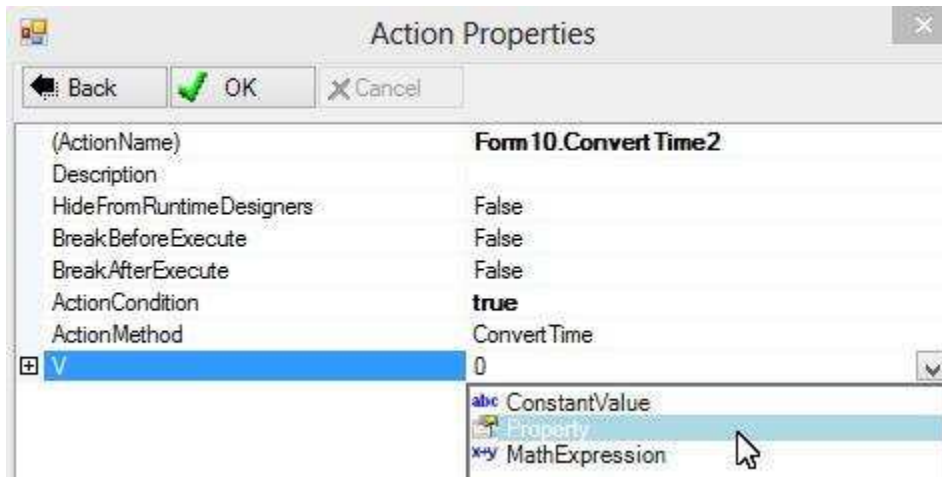 Action Properties
Back OK Cancel
(ActionName) Form10.ConvertTime2
Description
HideFromRuntimeDesigners False
BreakBeforeExecute False
BreakAfterExecute False
ActionCondition true
ActionMethod ConvertTime
V 0
abc ConstantValue
Property
x+y MathExpression